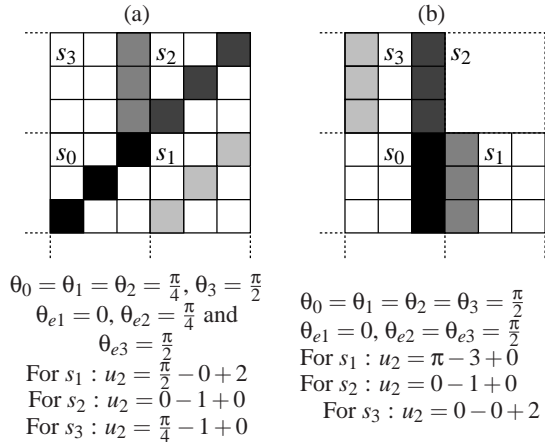 (a)
s₃ s₂
s₀ s₁
θ₀ = θ₁ = θ₂ = π/4, θ₃ = π/2
θₑ₁ = 0, θₑ₂ = π/4 and
θₑ₃ = π/2
For s₁ : u₂ = π/2 − 0 + 2
For s₂ : u₂ = 0 − 1 + 0
For s₃ : u₂ = π/4 − 1 + 0
(b)
s₃ s₂
s₀ s₁
θ₀ = θ₁ = θ₂ = θ₃ = π/2
θₑ₁ = 0, θₑ₂ = θₑ₃ = π/2
For s₁ : u₂ = π − 3 + 0
For s₂ : u₂ = 0 − 1 + 0
For s₃ : u₂ = 0 − 0 + 2